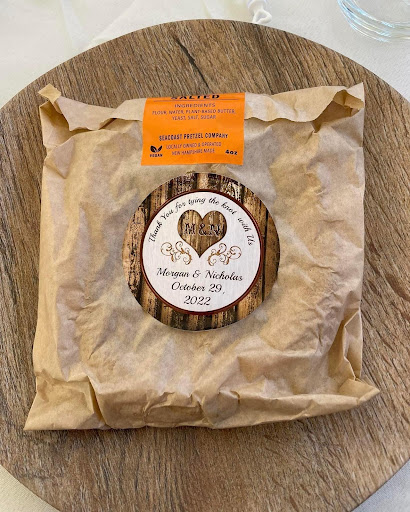 SALTED
INGREDIENTS
FLOUR, WATER, PLANT-BASED BUTTER
YEAST, SALT, SUGAR
SEACOAST PRETZEL COMPANY
LOCALLY OWNED & OPERATED
NEW HAMPSHIRE MADE
VEGAN
4oz
Thank You for tying the knot with Us
M & N
Morgan & Nicholas
October 29,
2022